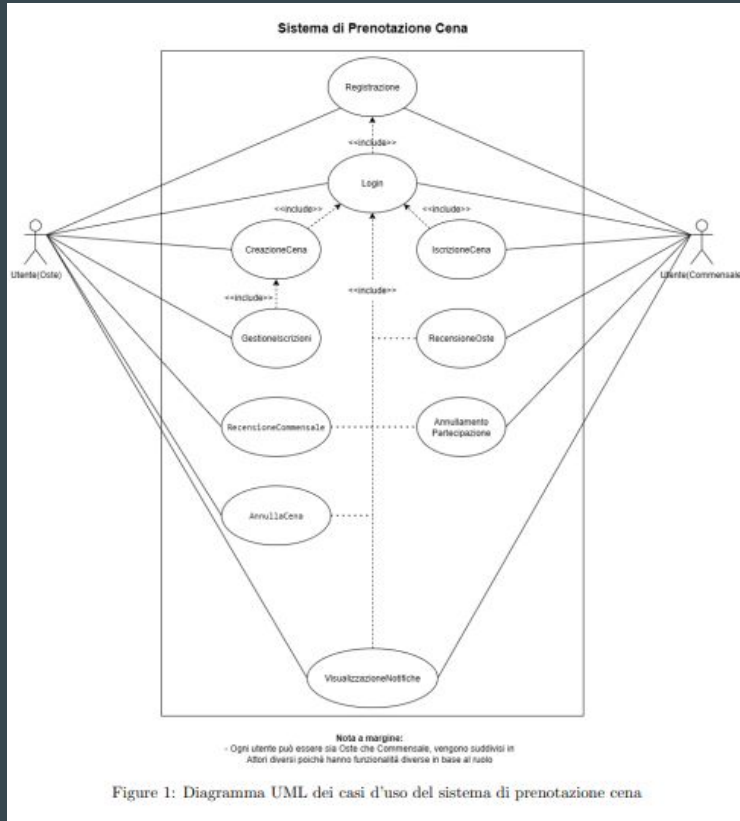 Sistema di Prenotazione Cena
Registrazione
<<include>>
Login
<<include>>
<<include>>
CreazioneCena
IscrizioneCena
Utente(Oste)
Utente(Commensale
<<include>>
<<include>>
GestioneIscrizioni
RecensioneOste
RecensioneCommensale
Annullamento
Partecipazione
AnnullaCena
VisualizzazioneNotifiche
Nota a margine:
- Ogni utente può essere sia Oste che Commensale, vengono suddivisi in
Attori diversi poichè hanno funzionalità diverse in base al ruolo
Figure 1: Diagramma UML dei casi d'uso del sistema di prenotazione cena